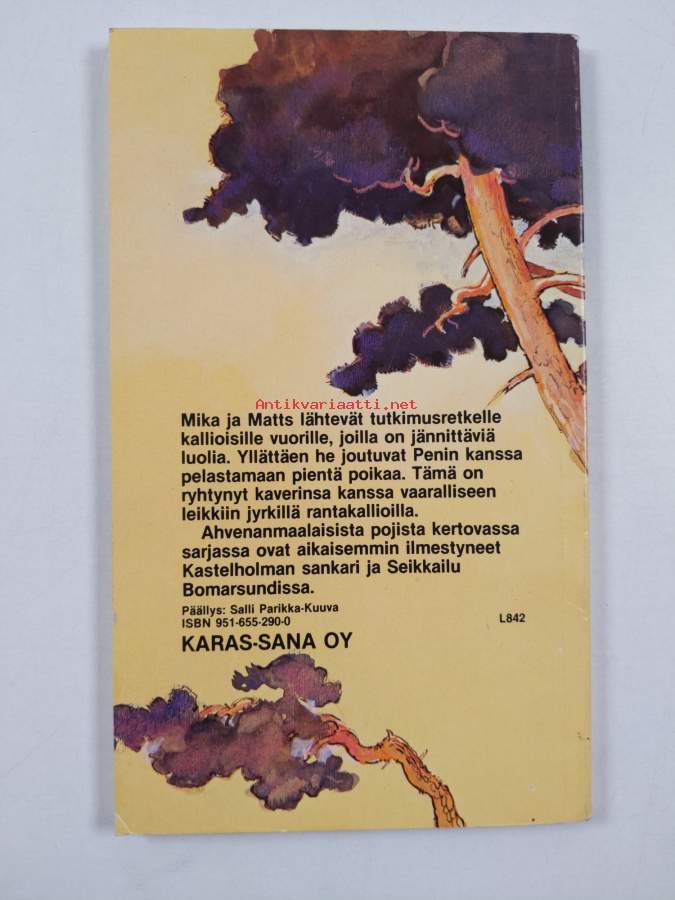 Antikvariaatti.net
Mika ja Matts lähtevät tutkimusretkelle
kallioisille vuorille, joilla on jännittäviä
luolia. Yllättäen he joutuvat Penin kanssa
pelastamaan pientä poikaa. Tämä on
ryhtynyt kaverinsa kanssa vaaralliseen
leikkiin jyrkillä rantakallioilla.
Ahvenanmaalaisista pojista kertovassa
sarjassa ovat aikaisemmin ilmestyneet
Kastelholman sankari ja Seikkailu
Bomarsundissa.
Päällys: Salli Parikka-Kuuva
ISBN 951-655-290-0 L842
KARAS-SANA OY